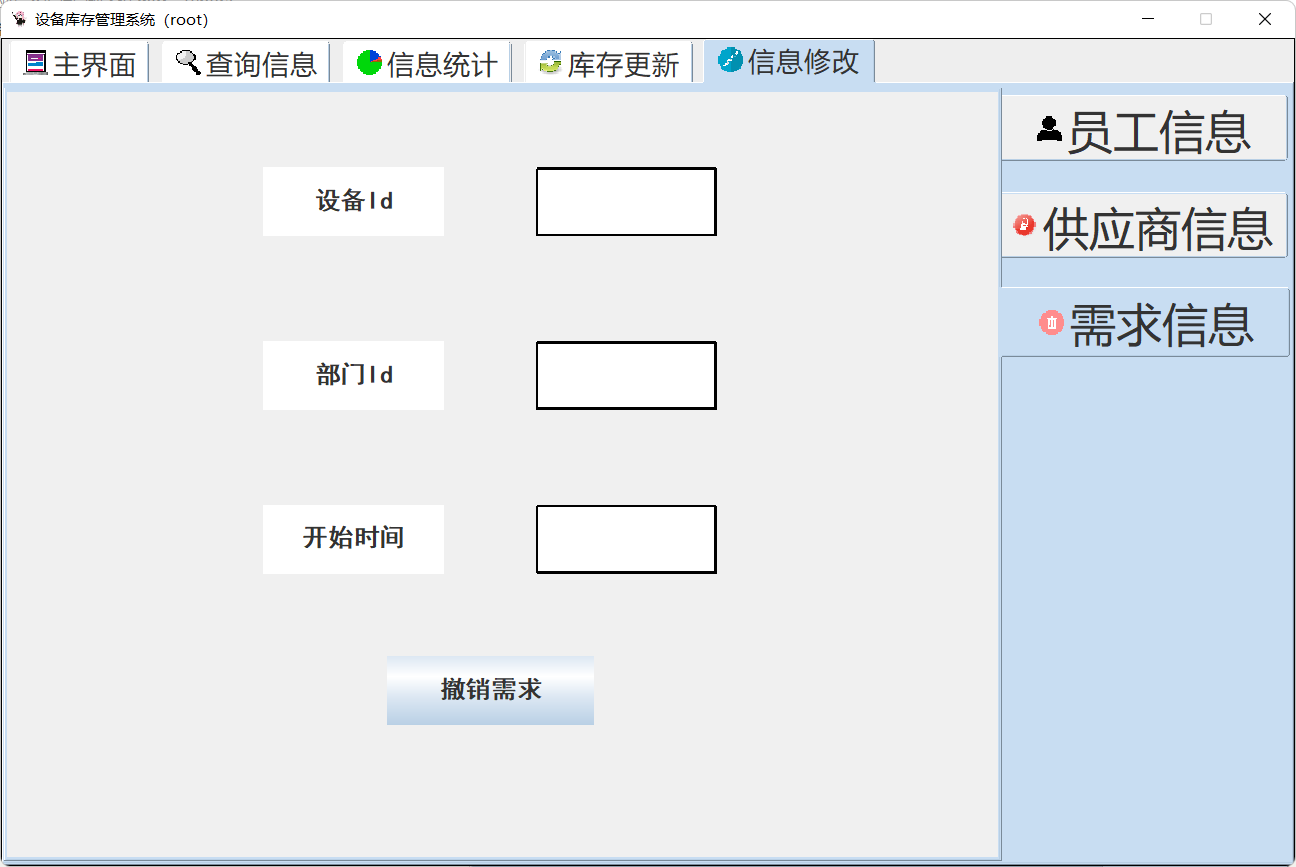 设备库存管理系统（root）
主界面
查询信息
信息统计
库存更新
信息修改
员工信息
供应商信息
需求信息
设备Id
部门Id
开始时间
撤销需求